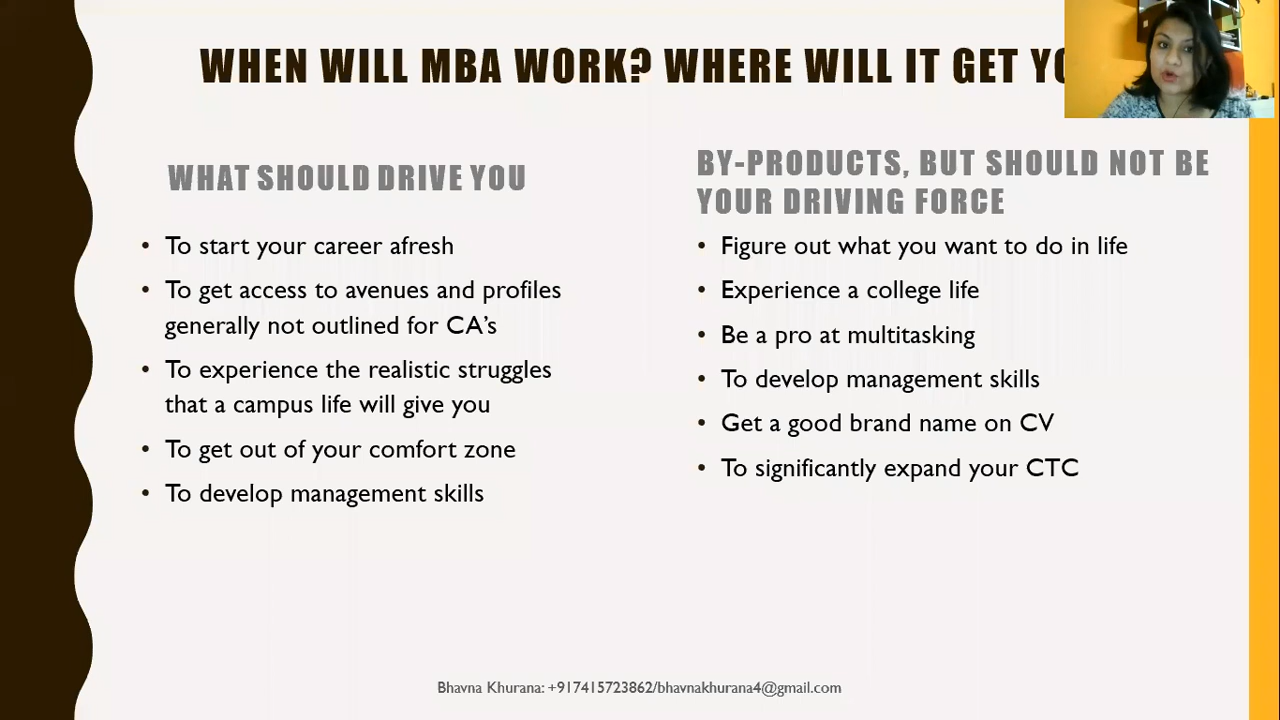 WHEN WILL MBA WORK? WHERE WILL IT GET
WHAT SHOULD DRIVE YOU
• To start your career afresh
• To get access to avenues and profiles
generally not outlined for CA's
• To experience the realistic struggles
that a campus life will give you
• To get out of your comfort zone
• To develop management skills
BY-PRODUCTS, BUT SHOULD NOT BE
YOUR DRIVING FORCE
• Figure out what you want to do in life
• Experience a college life
• Be a pro at multitasking
• To develop management skills
• Get a good brand name on CV
• To significantly expand your CTC
Bhavna Khurana: +917415723862/bhavnakhurana4@gmail.com